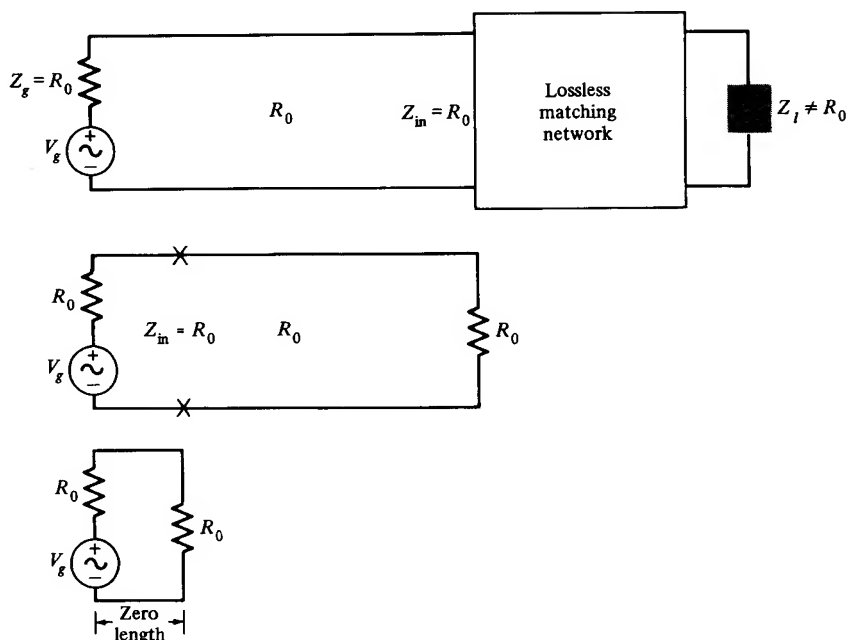 Z_g = R_0
R_0
Z_in = R_0
Lossless
matching
network
Z_l ≠ R_0
+
V_g
−
R_0
Z_in = R_0
R_0
R_0
+
V_g
−
R_0
R_0
+
V_g
−
Zero
length